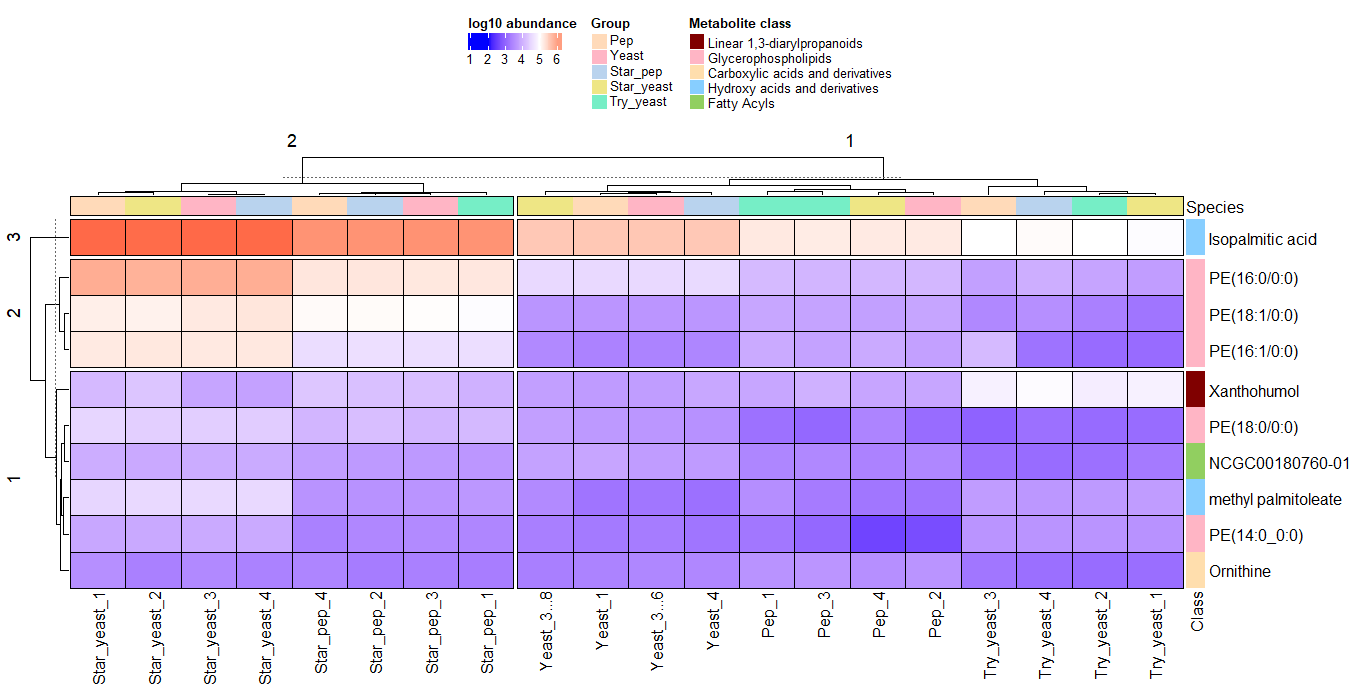 log10 abundance
1 2 3 4 5 6
Group
Pep
Yeast
Star_pep
Star_yeast
Try_yeast
Metabolite class
Linear 1,3-diarylpropanoids
Glycerophospholipids
Carboxylic acids and derivatives
Hydroxy acids and derivatives
Fatty Acyls
2
1
Species
3
Isopalmitic acid
2
PE(16:0/0:0)
PE(18:1/0:0)
PE(16:1/0:0)
1
Xanthohumol
PE(18:0/0:0)
NCGC00180760-01
methyl palmitoleate
PE(14:0_0:0)
Ornithine
Star_yeast_1
Star_yeast_2
Star_yeast_3
Star_yeast_4
Star_pep_4
Star_pep_2
Star_pep_3
Star_pep_1
Yeast_3...8
Yeast_1
Yeast_3...6
Yeast_4
Pep_1
Pep_3
Pep_4
Pep_2
Try_yeast_3
Try_yeast_4
Try_yeast_2
Try_yeast_1
Class